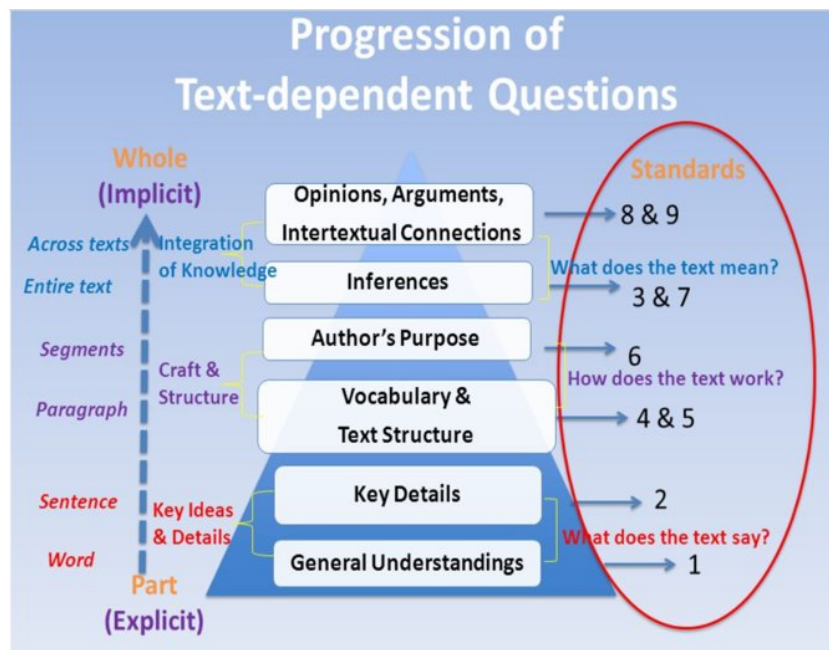 Progression of
Text-dependent Questions
Whole
(Implicit)
Standards
Opinions, Arguments,
Intertextual Connections
8 & 9
Across texts
Integration
of Knowledge
What does the text mean?
Entire text
Inferences
3 & 7
Author's Purpose
Segments
6
Craft &
Structure
How does the text work?
Paragraph
Vocabulary &
Text Structure
4 & 5
Key Details
Sentence
2
Key Ideas
& Details
What does the text say?
Word
General Understandings
1
Part
(Explicit)